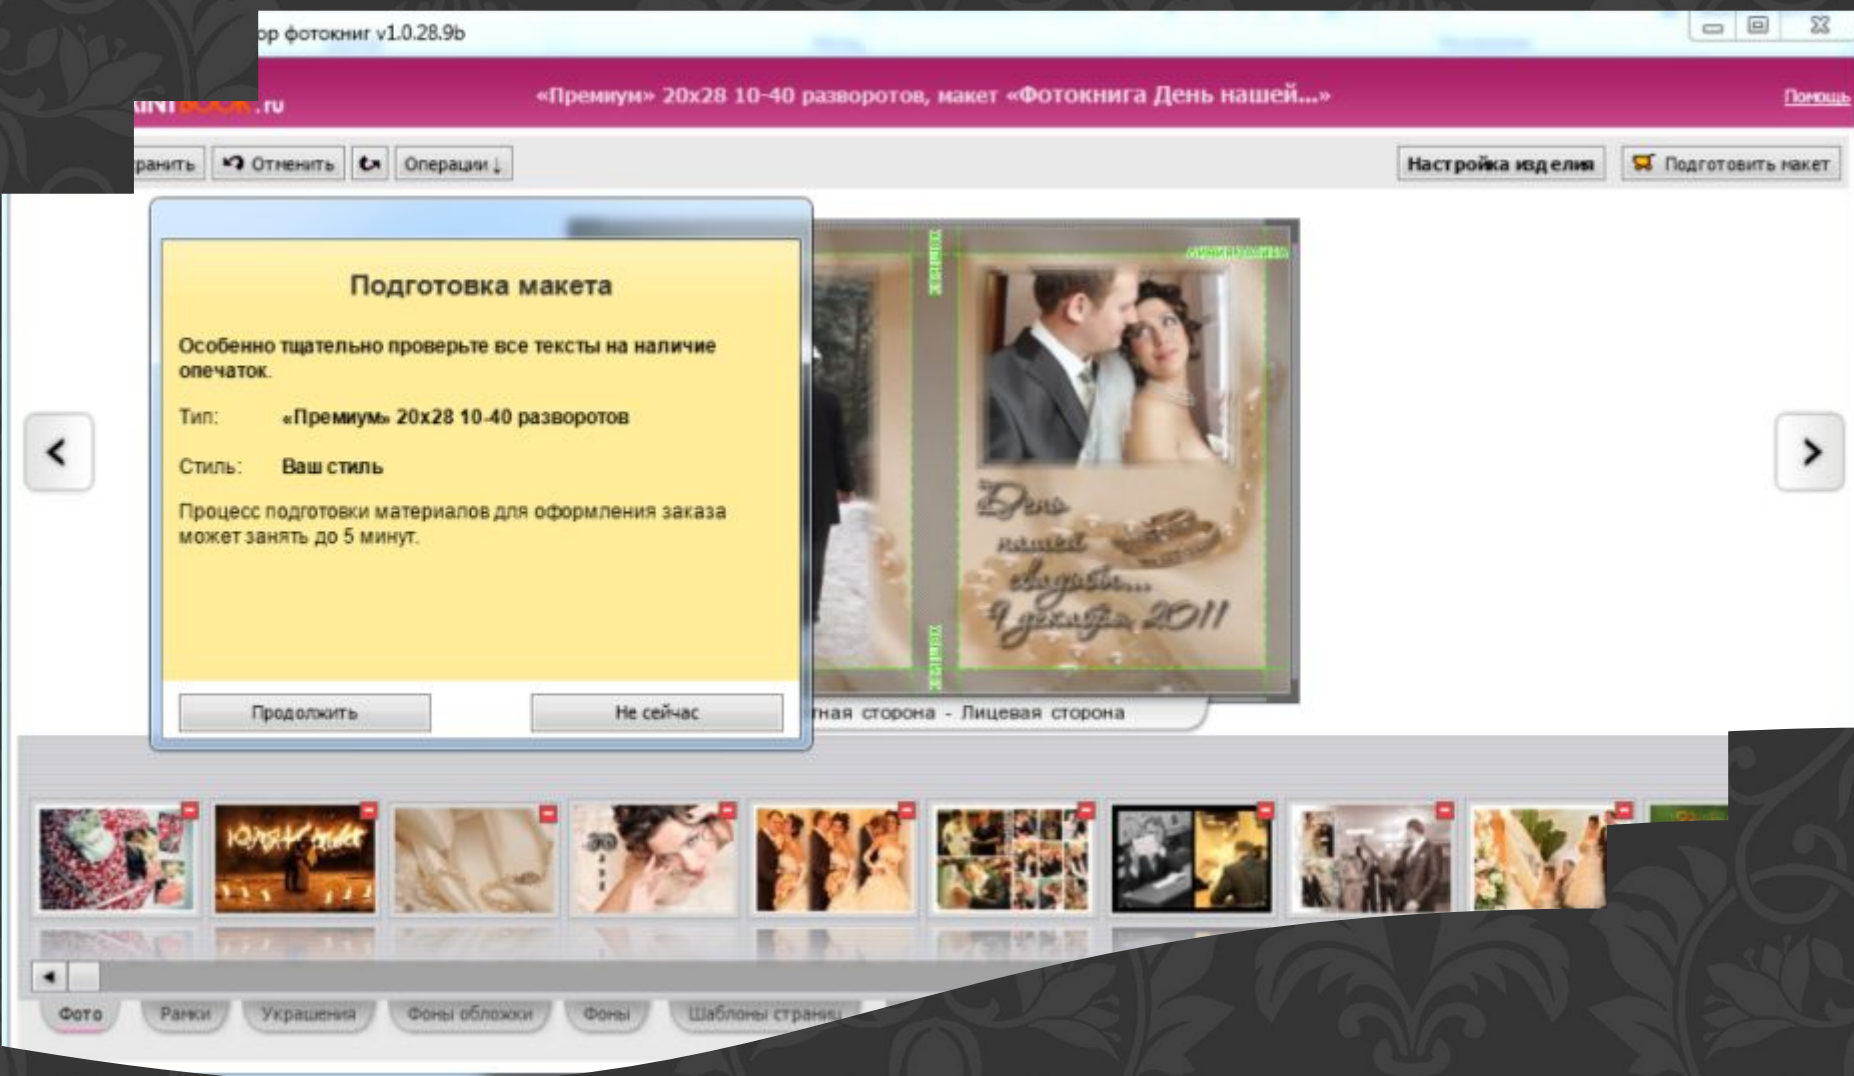 ор фотокниг v1.0.28.9b
«Премиум» 20x28 10-40 разворотов, макет «Фотокнига День нашей...»
Помощь
.ru
ранить
Отменить
Операции ↓
Настройка изделия
Подготовить макет
Подготовка макета
Особенно тщательно проверьте все тексты на наличие
опечаток.
Тип: «Премиум» 20x28 10-40 разворотов
Стиль: Ваш стиль
Процесс подготовки материалов для оформления заказа
может занять до 5 минут.
Продолжить
Не сейчас
День
нашей
свадьбы...
9 декабря 2011
тная сторона - Лицевая сторона
Фото
Рамки
Украшения
Фоны обложки
Фоны
Шаблоны страниц